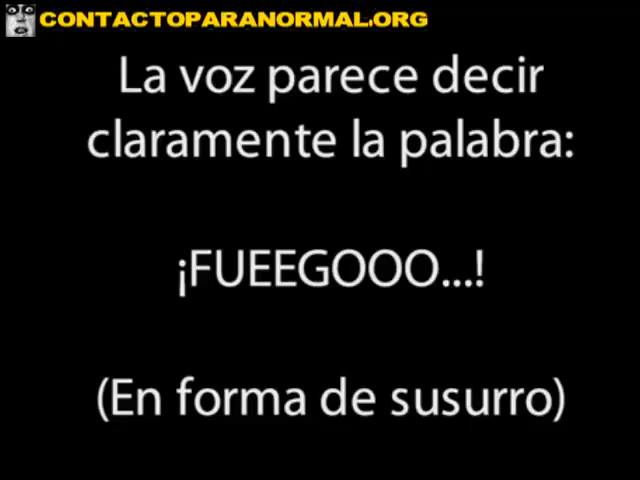 CONTACTOPARANORMAL.ORG
La voz parece decir
claramente la palabra:
¡FUEEGOOO...!
(En forma de susurro)